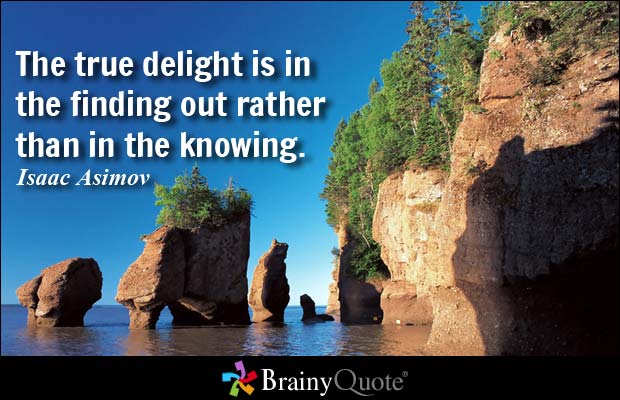 The true delight is in
the finding out rather
than in the knowing.
Isaac Asimov
BrainyQuote®